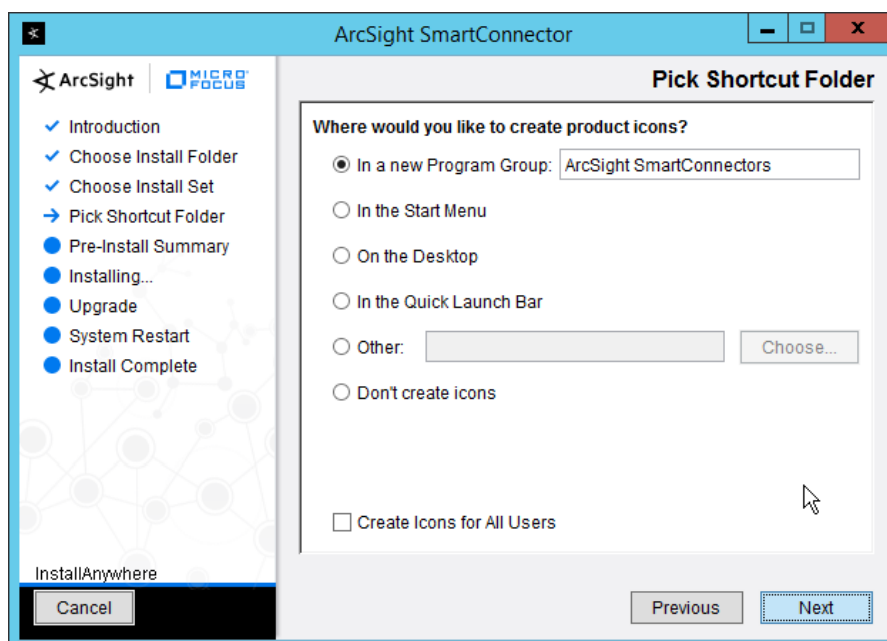 ArcSight SmartConnector
ArcSight
MICRO FOCUS
Pick Shortcut Folder
Introduction
Choose Install Folder
Choose Install Set
Pick Shortcut Folder
Pre-Install Summary
Installing...
Upgrade
System Restart
Install Complete
Where would you like to create product icons?
In a new Program Group: ArcSight SmartConnectors
In the Start Menu
On the Desktop
In the Quick Launch Bar
Other: Choose...
Don't create icons
Create Icons for All Users
InstallAnywhere
Cancel Previous Next